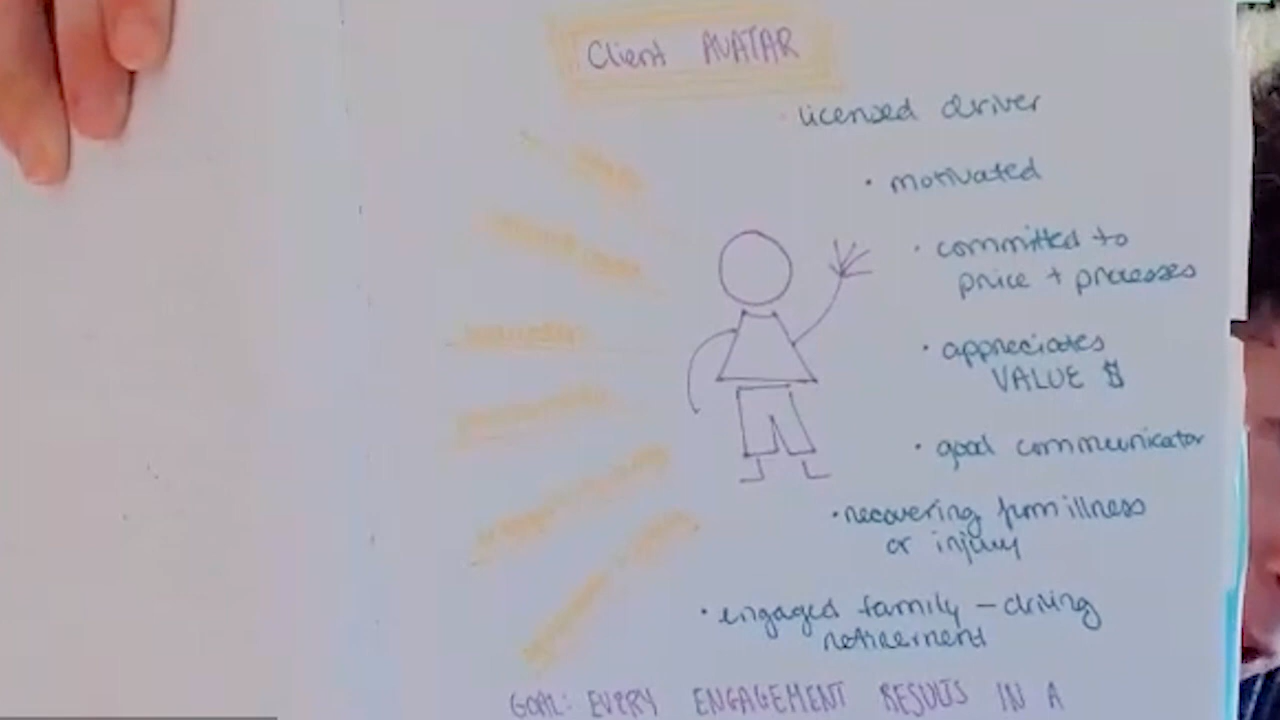 Client AVATAR
· licensed driver
· motivated
· committed to
price + processes
· appreciates
VALUE $
· good communicator
· recovering from illness
or injury
· engaged family – driving
retirement
GOAL: EVERY ENGAGEMENT RESULTS IN A